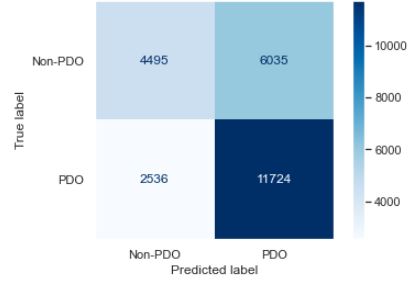 Non-PDO
4495
6035
PDO
2536
11724
Non-PDO
PDO
Predicted label
True label
10000
8000
6000
4000